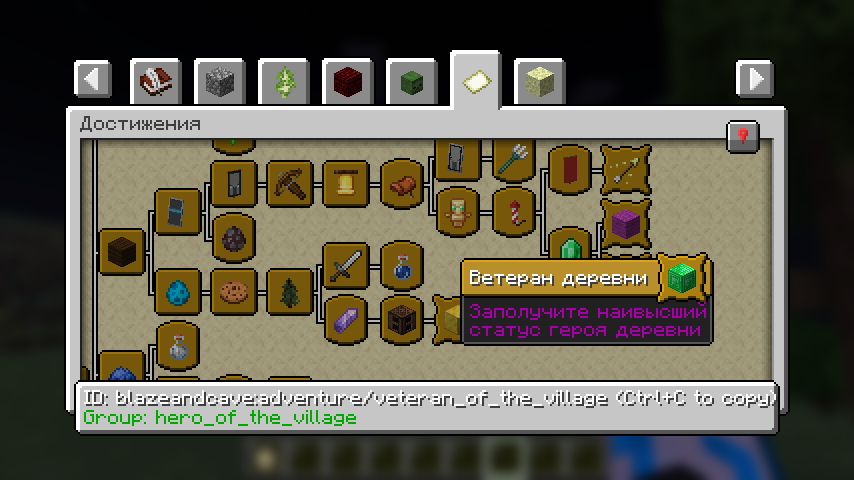 Достижения
Ветеран деревни
Заполучите наивысший
статус героя деревни
ID: blazeandcave:adventure/veteran_of_the_village (Ctrl+C to copy)
Group: hero_of_the_village